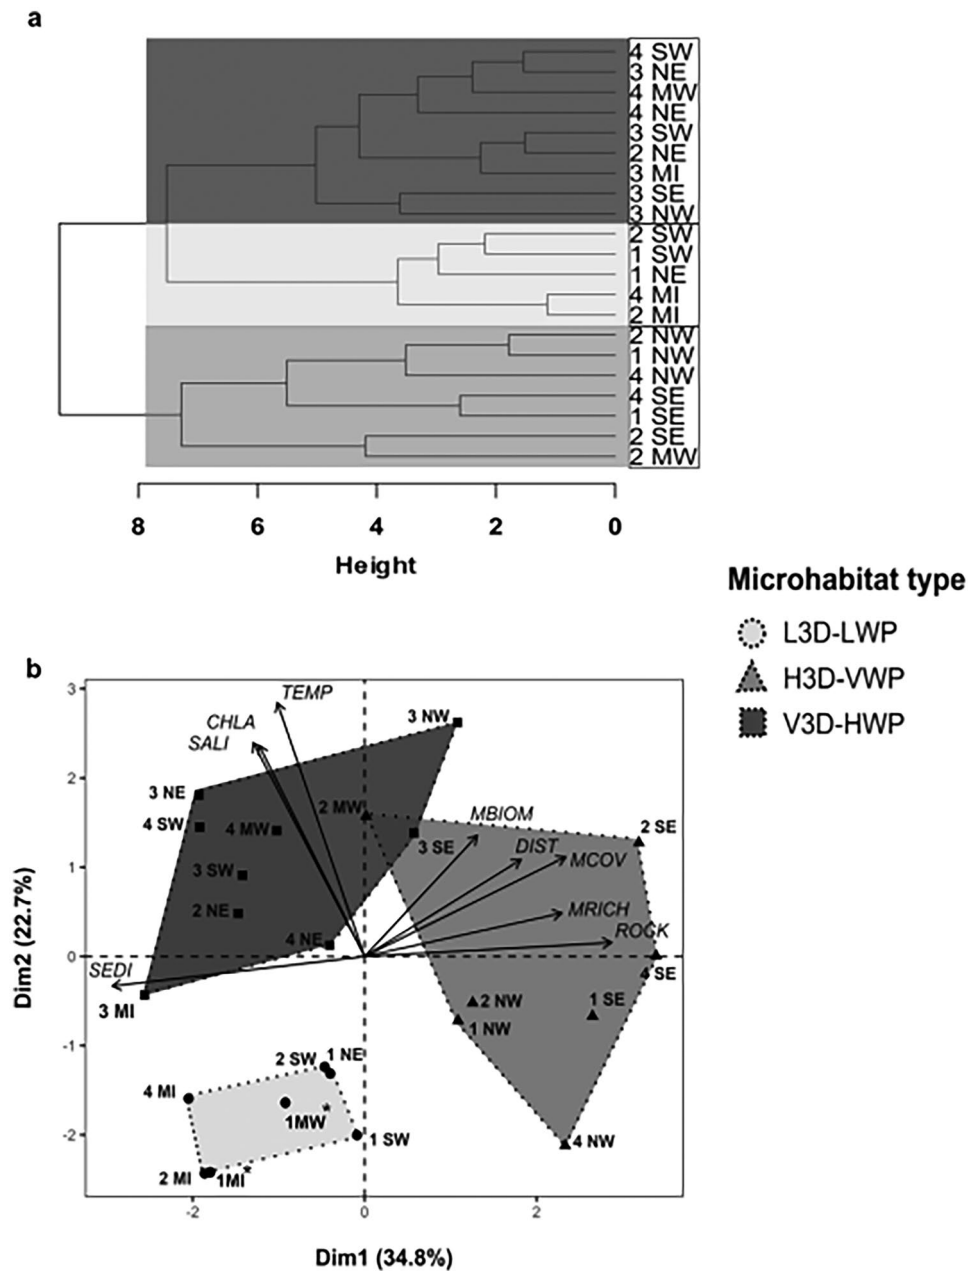 a
4 SW
3 NE
4 MW
4 NE
3 SW
2 NE
3 MI
3 SE
3 NW
2 SW
1 SW
1 NE
4 MI
2 MI
2 NW
1 NW
4 NW
4 SE
1 SE
2 SE
2 MW
8 6 4 2 0
Height
Microhabitat type
L3D-LWP
H3D-VWP
V3D-HWP
b
3
2
1
0
-1
-2
Dim2 (22.7%)
TEMP
CHLA
SALI
3 NW
3 NE
4 SW
4 MW
2 MW
3 SE
MBIOM
DIST
MCOV
2 SE
3 SW
2 NE
4 NE
MRICH
ROCK
SEDI
4 SE
3 MI
2 NW
1 SE
1 NW
2 SW
1 NE
4 MI
1MW*
1 SW
4 NW
2 MI
1MI*
-2 0 2
Dim1 (34.8%)